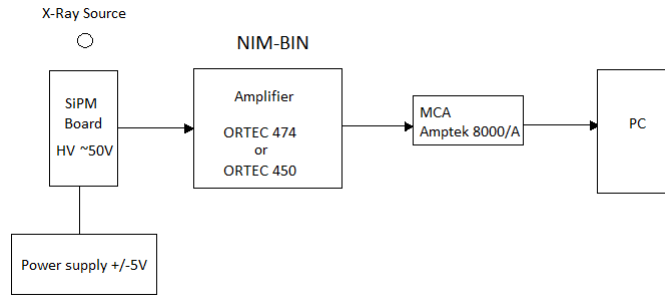 X-Ray Source
NIM-BIN
SiPM
Board
HV ~50V
Amplifier
ORTEC 474
or
ORTEC 450
MCA
Amptek 8000/A
PC
Power supply +/-5V